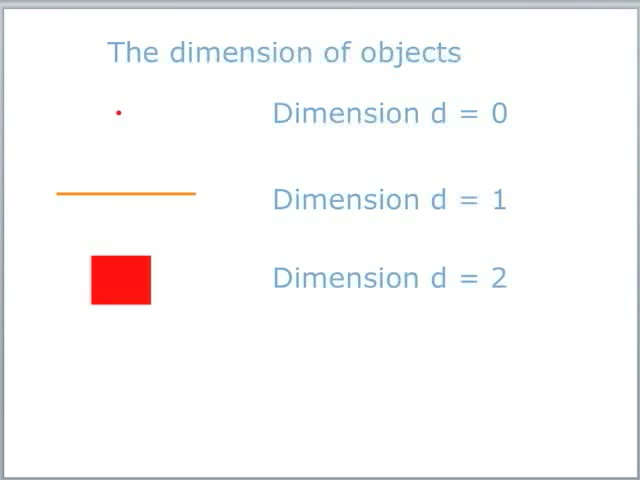 The dimension of objects
Dimension d = 0
Dimension d = 1
Dimension d = 2